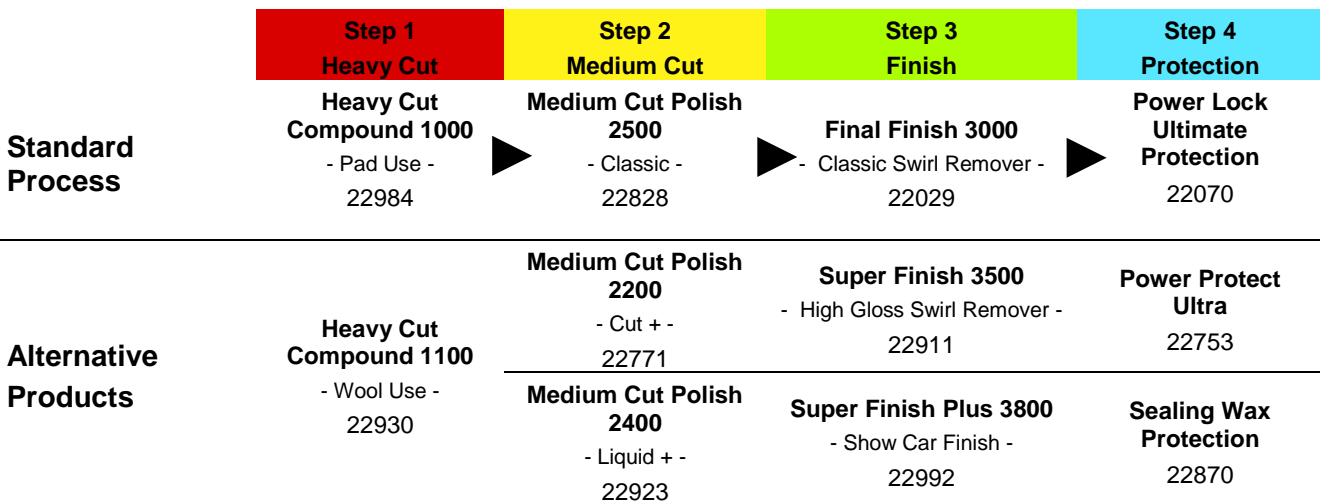 Step 1
Heavy Cut
Step 2
Medium Cut
Step 3
Finish
Step 4
Protection
Standard
Process
Heavy Cut
Compound 1000
- Pad Use -
22984
Medium Cut Polish
2500
- Classic -
22828
Final Finish 3000
- Classic Swirl Remover -
22029
Power Lock
Ultimate
Protection
22070
Alternative
Products
Heavy Cut
Compound 1100
- Wool Use -
22930
Medium Cut Polish
2200
- Cut + -
22771
Super Finish 3500
- High Gloss Swirl Remover -
22911
Power Protect
Ultra
22753
Medium Cut Polish
2400
- Liquid + -
22923
Super Finish Plus 3800
- Show Car Finish -
22992
Sealing Wax
Protection
22870